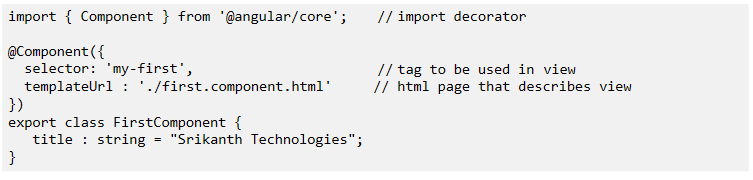 import { Component } from '@angular/core';    // import decorator
@Component({
  selector: 'my-first',                       // tag to be used in view
  templateUrl : './first.component.html'     // html page that describes view
})
export class FirstComponent {
   title : string = "Srikanth Technologies";
}